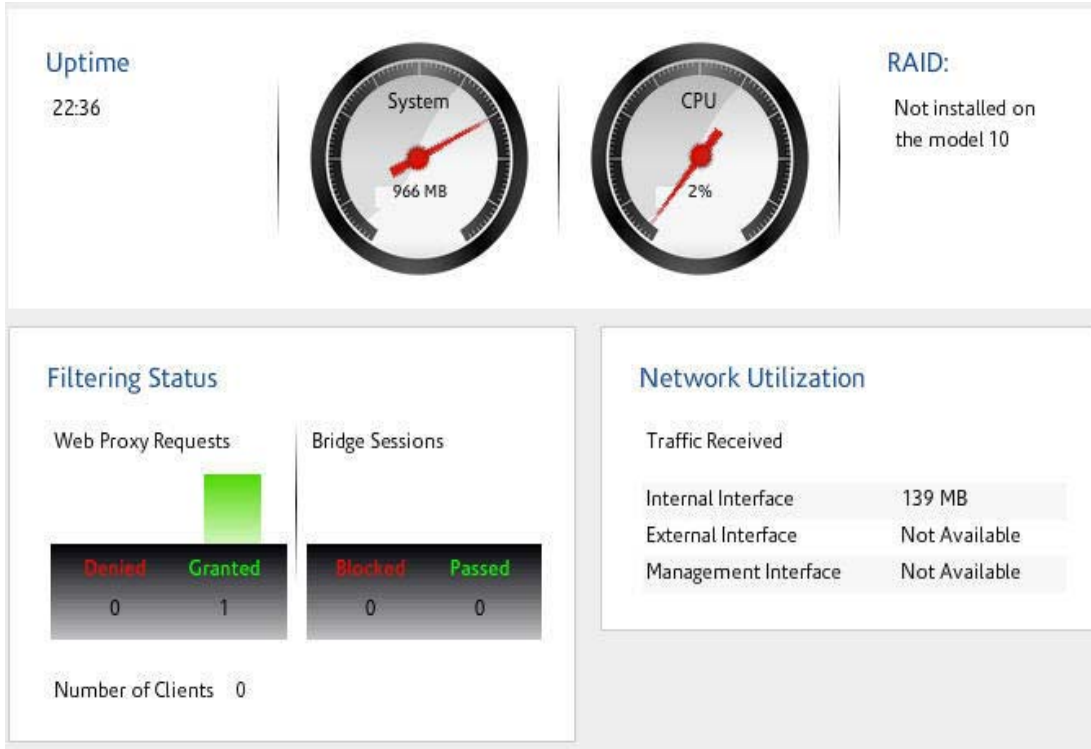 Uptime
22:36
System
966 MB
CPU
2%
RAID:
Not installed on
the model 10
Filtering Status
Web Proxy Requests
Denied Granted
0 1
Bridge Sessions
Blocked Passed
0 0
Number of Clients 0
Network Utilization
Traffic Received
Internal Interface 139 MB
External Interface Not Available
Management Interface Not Available